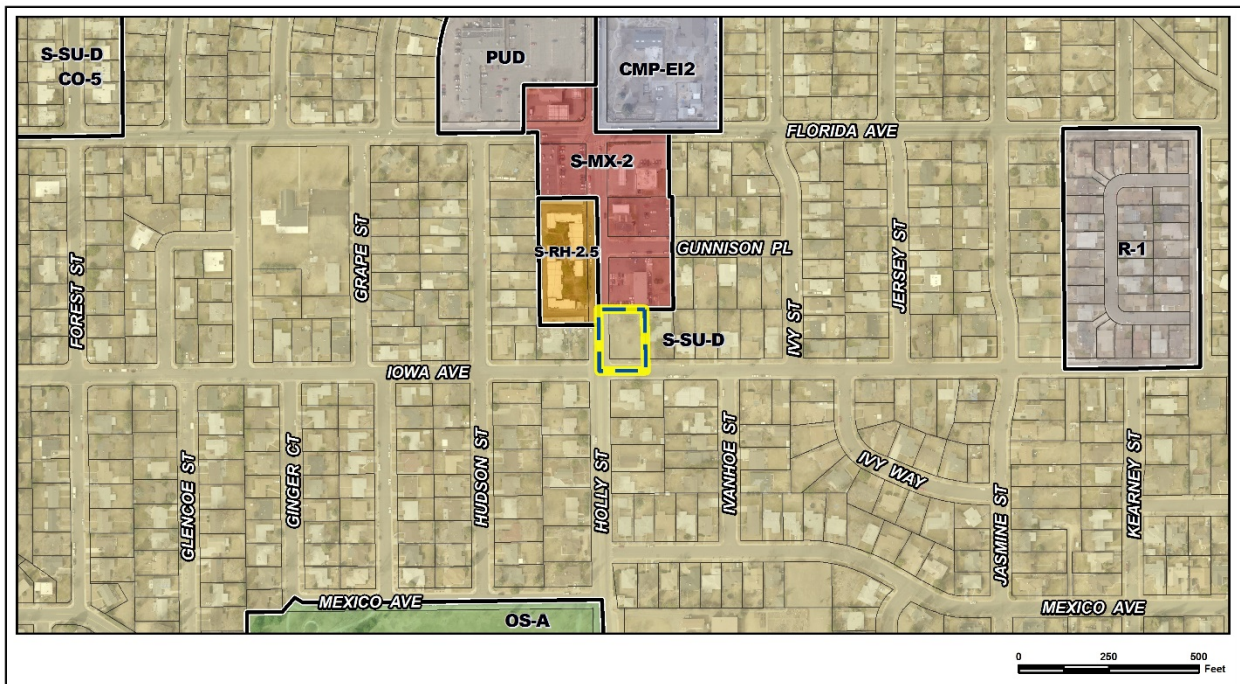 S-SU-D
CO-5
PUD
CMP-EI2
FLORIDA AVE
S-MX-2
S-RH-2.5
GUNNISON PL
R-1
FOREST ST
GRAPE ST
IVY ST
JERSEY ST
S-SU-D
IOWA AVE
GLENCOE ST
GINGER CT
HUDSON ST
HOLLY ST
IVANHOE ST
IVY WAY
JASMINE ST
KEARNEY ST
MEXICO AVE
OS-A
MEXICO AVE
0 250 500
Feet